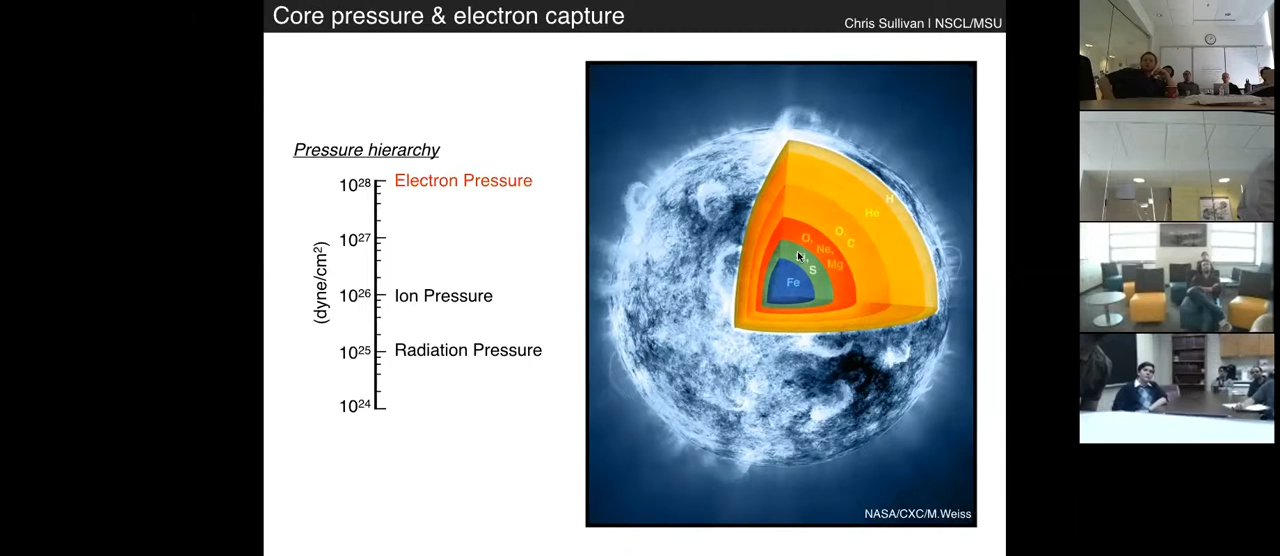 Core pressure & electron capture
Chris Sullivan | NSCL/MSU
Pressure hierarchy
(dyne/cm²)
10²⁸
Electron Pressure
10²⁷
10²⁶
Ion Pressure
10²⁵
Radiation Pressure
10²⁴
H
He
O,
C
O,
Ne,
Mg
S
Fe
NASA/CXC/M.Weiss